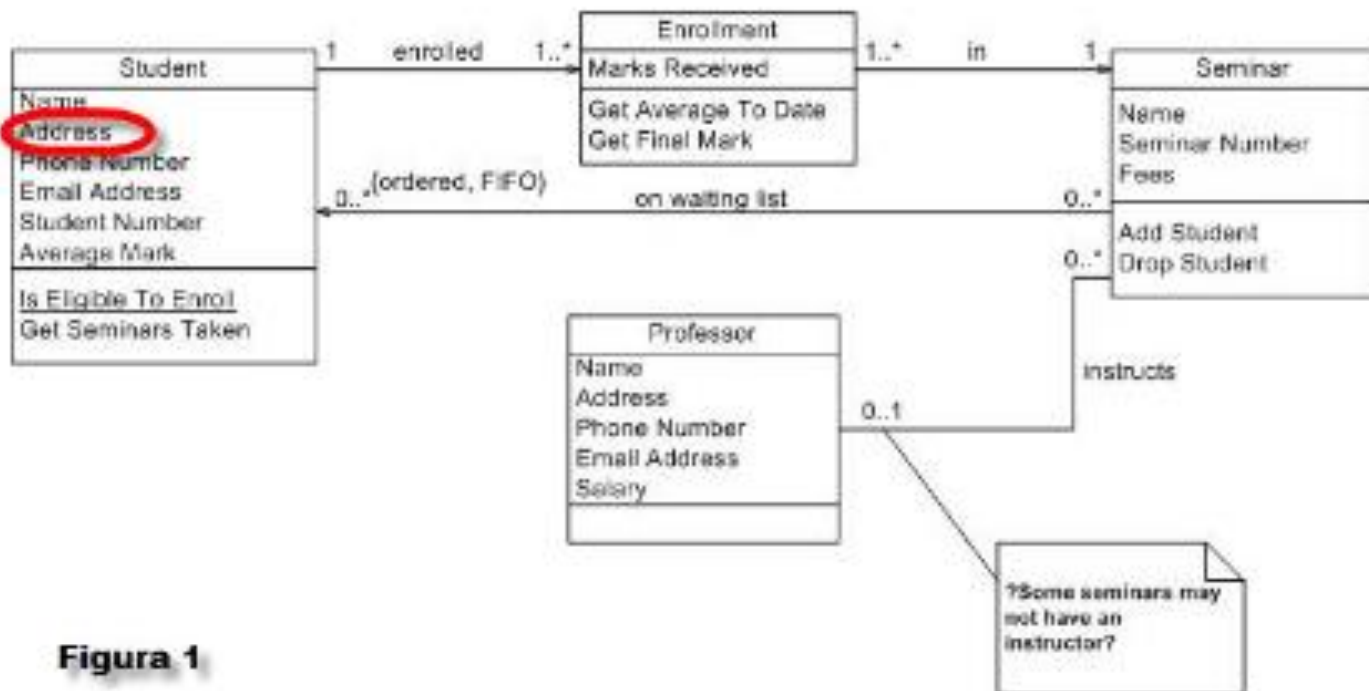 Student
Name
Address
Phone Number
Email Address
Student Number
Average Mark
Is Eligible To Enroll
Get Seminars Taken
1 enrolled 1..*
Enrollment
Marks Received
Get Average To Date
Get Final Mark
1..* in 1
Seminar
Name
Seminar Number
Fees
Add Student
Drop Student
0..* {ordered, FIFO) on waiting list 0..*
0..*
instructs
0..1
Professor
Name
Address
Phone Number
Email Address
Salary
?Some seminars may
not have an
instructor?
Figura 1